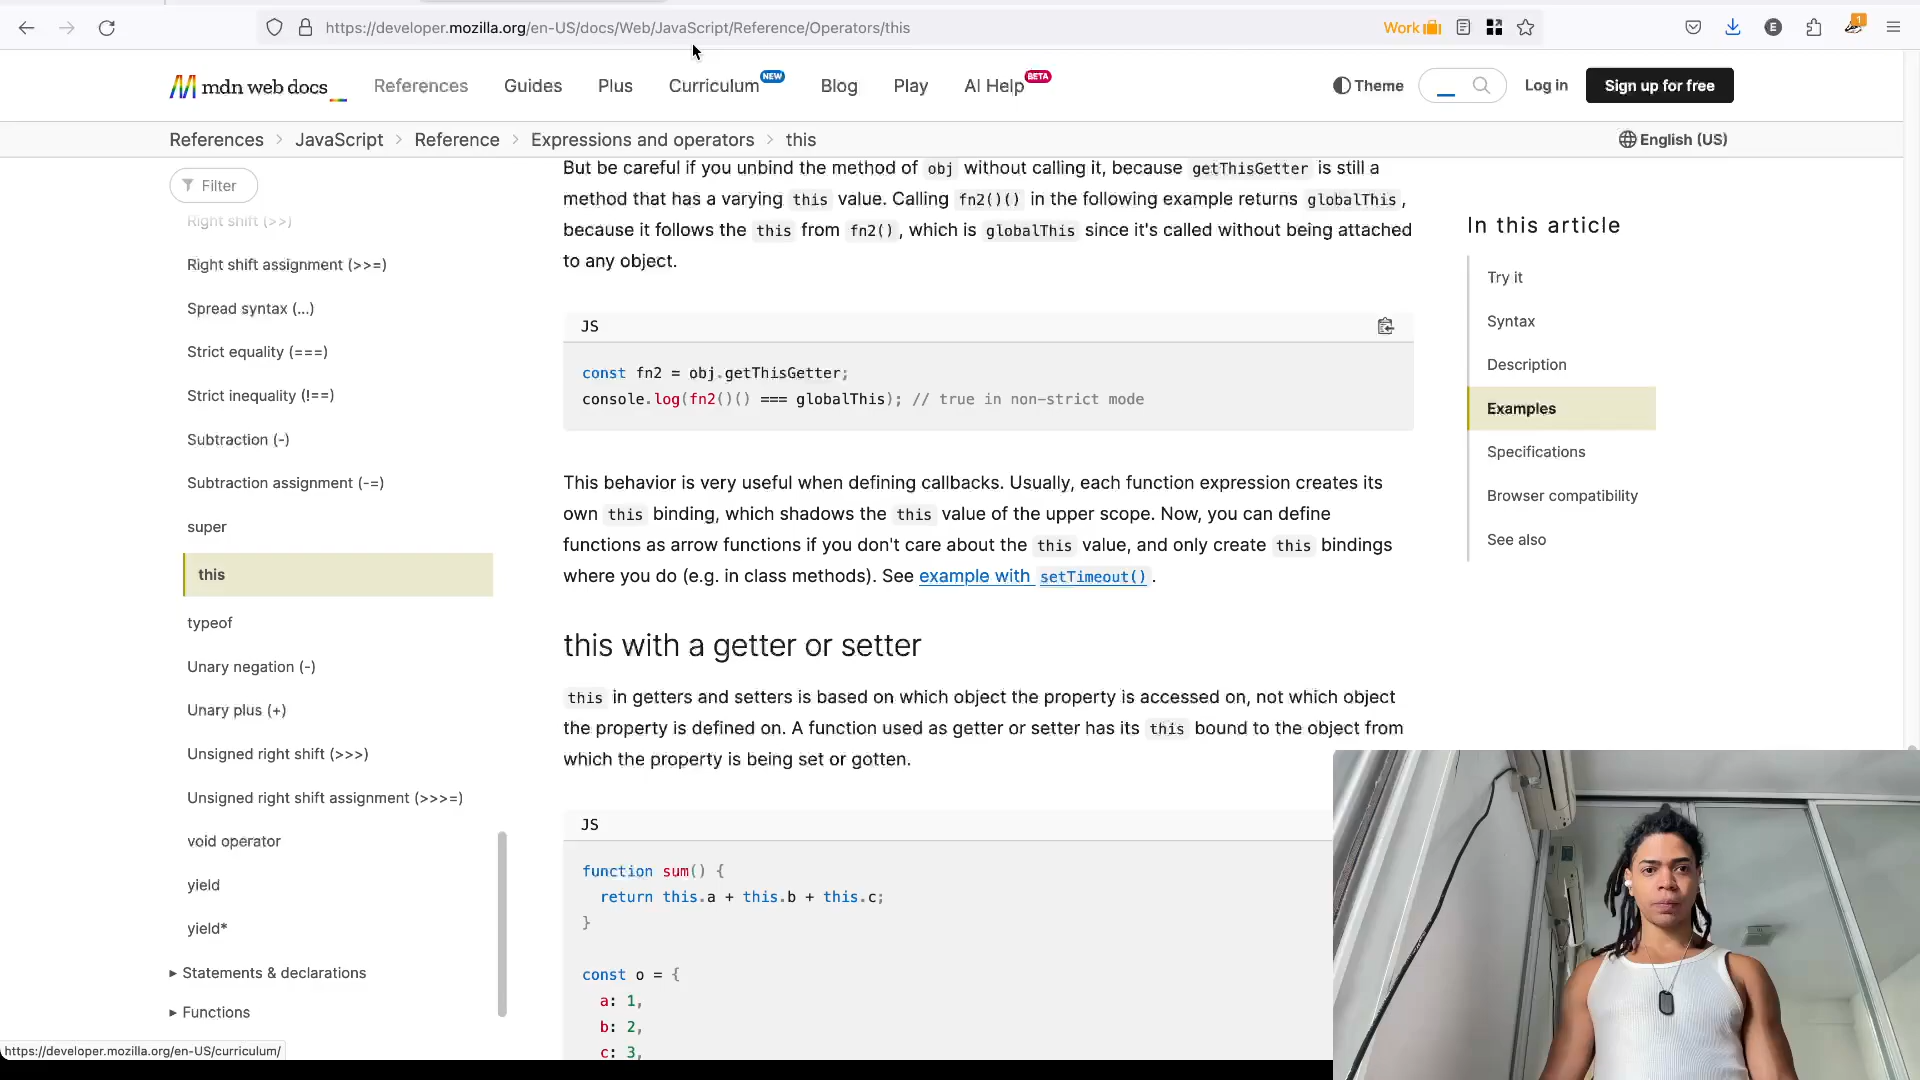 https://developer.mozilla.org/en-US/docs/Web/JavaScript/Reference/Operators/this
Work
E
1
mdn web docs
References
Guides
Plus
Curriculum NEW
Blog
Play
AI Help BETA
Theme
Log in
Sign up for free
References > JavaScript > Reference > Expressions and operators > this
English (US)
Filter
Right shift (>>)
Right shift assignment (>>=)
Spread syntax (...)
Strict equality (===)
Strict inequality (!==)
Subtraction (-)
Subtraction assignment (-=)
super
this
typeof
Unary negation (-)
Unary plus (+)
Unsigned right shift (>>>)
Unsigned right shift assignment (>>>=)
void operator
yield
yield*
Statements & declarations
Functions
https://developer.mozilla.org/en-US/curriculum/
But be careful if you unbind the method of obj without calling it, because getThisGetter is still a
method that has a varying this value. Calling fn2()() in the following example returns globalThis ,
because it follows the this from fn2() , which is globalThis since it's called without being attached
to any object.
JS
const fn2 = obj.getThisGetter;
console.log(fn2()() === globalThis); // true in non-strict mode
This behavior is very useful when defining callbacks. Usually, each function expression creates its
own this binding, which shadows the this value of the upper scope. Now, you can define
functions as arrow functions if you don't care about the this value, and only create this bindings
where you do (e.g. in class methods). See example with setTimeout() .
this with a getter or setter
this in getters and setters is based on which object the property is accessed on, not which object
the property is defined on. A function used as getter or setter has its this bound to the object from
which the property is being set or gotten.
JS
function sum() {
return this.a + this.b + this.c;
}
const o = {
a: 1,
b: 2,
c: 3,
In this article
Try it
Syntax
Description
Examples
Specifications
Browser compatibility
See also